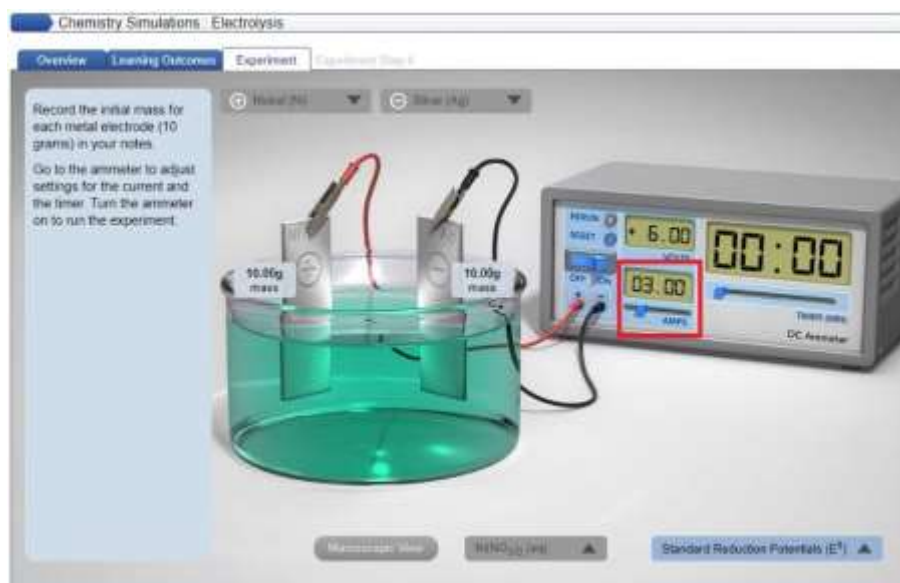 Chemistry Simulations Electrolysis
Overview Learning Outcomes Experiment
Nickel (Ni) Silver (Ag)
Record the initial mass for
each metal electrode (10
grams) in your notes.
Go to the ammeter to adjust
settings for the current and
the timer. Turn the ammeter
on to run the experiment.
10.00g
mass
10.00g
mass
RESET
6.00
VOLTS
OFF ON
03.00
AMPS
00:00
DC Ammeter
Macroscopic View
Standard Reduction Potentials (E°)